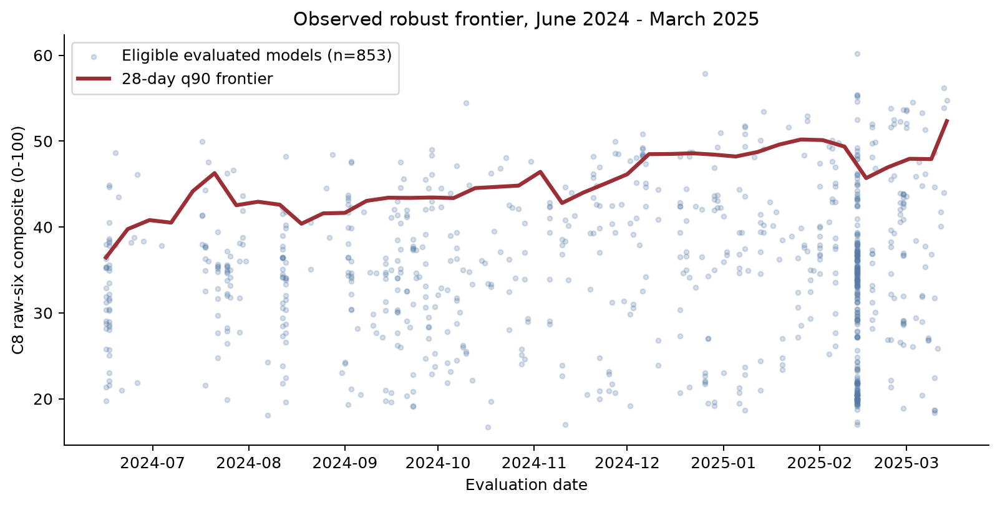 Observed robust frontier, June 2024 - March 2025
Eligible evaluated models (n=853)
28-day q90 frontier
C8 raw-six composite (0-100)
60
50
40
30
20
2024-07 2024-08 2024-09 2024-10 2024-11 2024-12 2025-01 2025-02 2025-03
Evaluation date